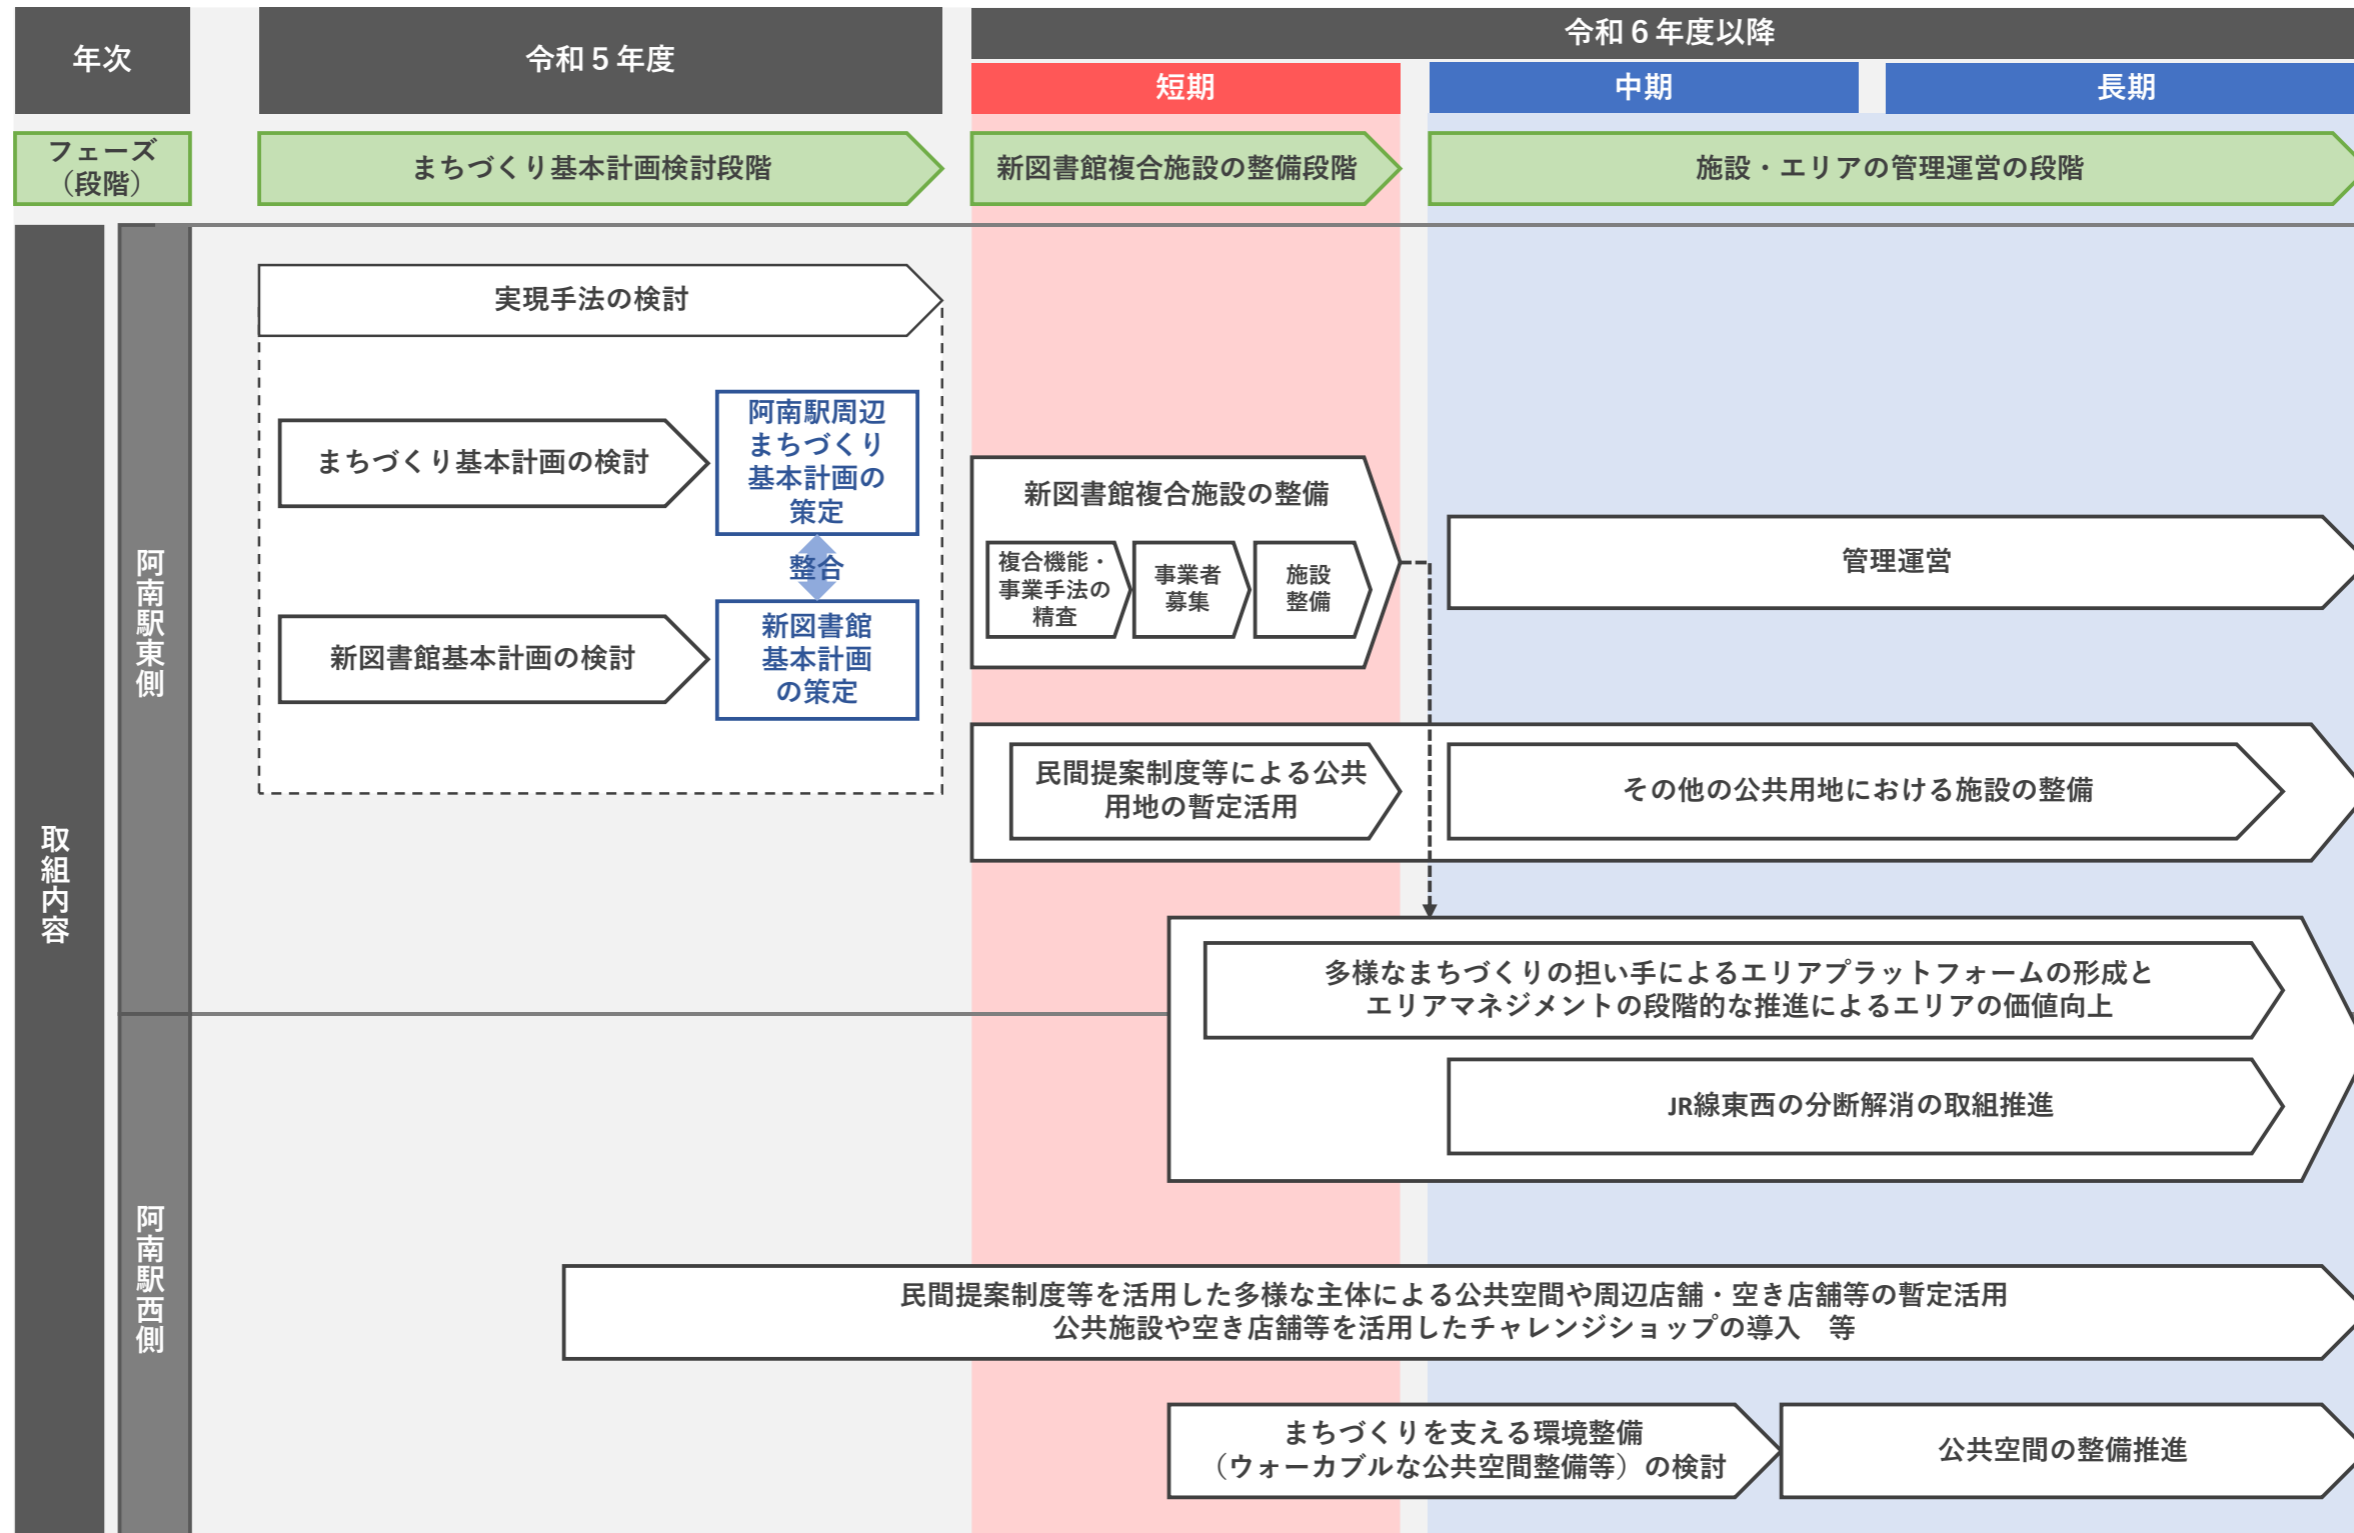 年次
令和５年度
令和６年度以降
短期
中期
長期
フェーズ
（段階）
まちづくり基本計画検討段階
新図書館複合施設の整備段階
施設・エリアの管理運営の段階
取組内容
阿南駅東側
実現手法の検討
まちづくり基本計画の検討
阿南駅周辺
まちづくり
基本計画の
策定
整合
新図書館基本計画の検討
新図書館
基本計画
の策定
新図書館複合施設の整備
複合機能・
事業手法の
精査
事業者
募集
施設
整備
管理運営
民間提案制度等による公共
用地の暫定活用
その他の公共用地における施設の整備
多様なまちづくりの担い手によるエリアプラットフォームの形成と
エリアマネジメントの段階的な推進によるエリアの価値向上
JR線東西の分断解消の取組推進
阿南駅西側
民間提案制度等を活用した多様な主体による公共空間や周辺店舗・空き店舗等の暫定活用
公共施設や空き店舗等を活用したチャレンジショップの導入　等
まちづくりを支える環境整備
（ウォーカブルな公共空間整備等）の検討
公共空間の整備推進